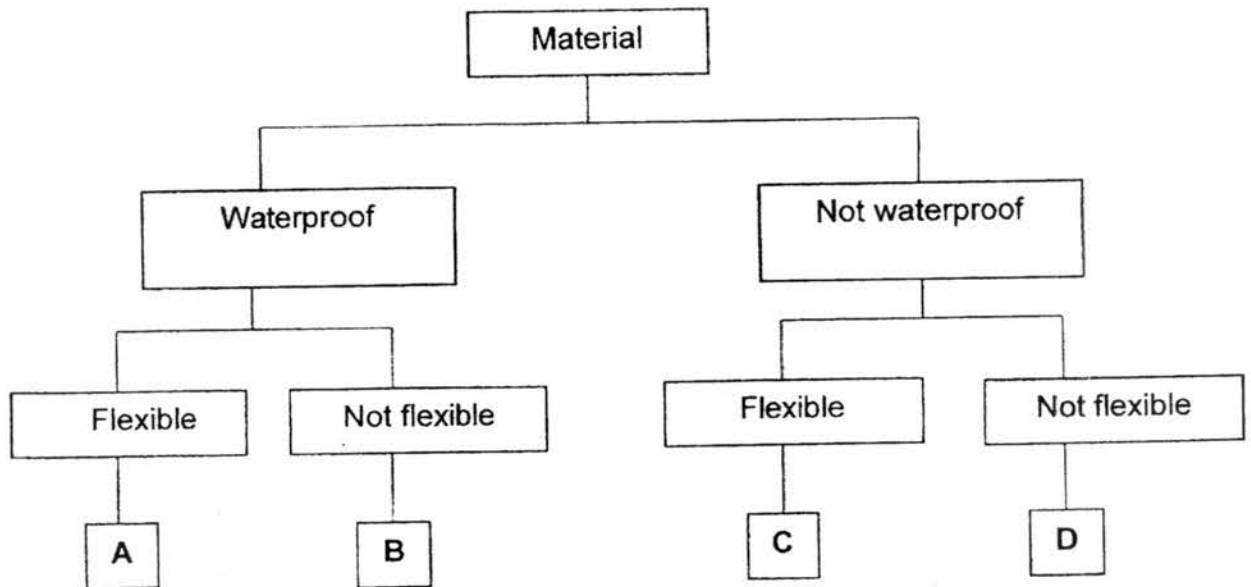 Material
Waterproof
Not waterproof
Flexible
Not flexible
Flexible
Not flexible
A
B
C
D